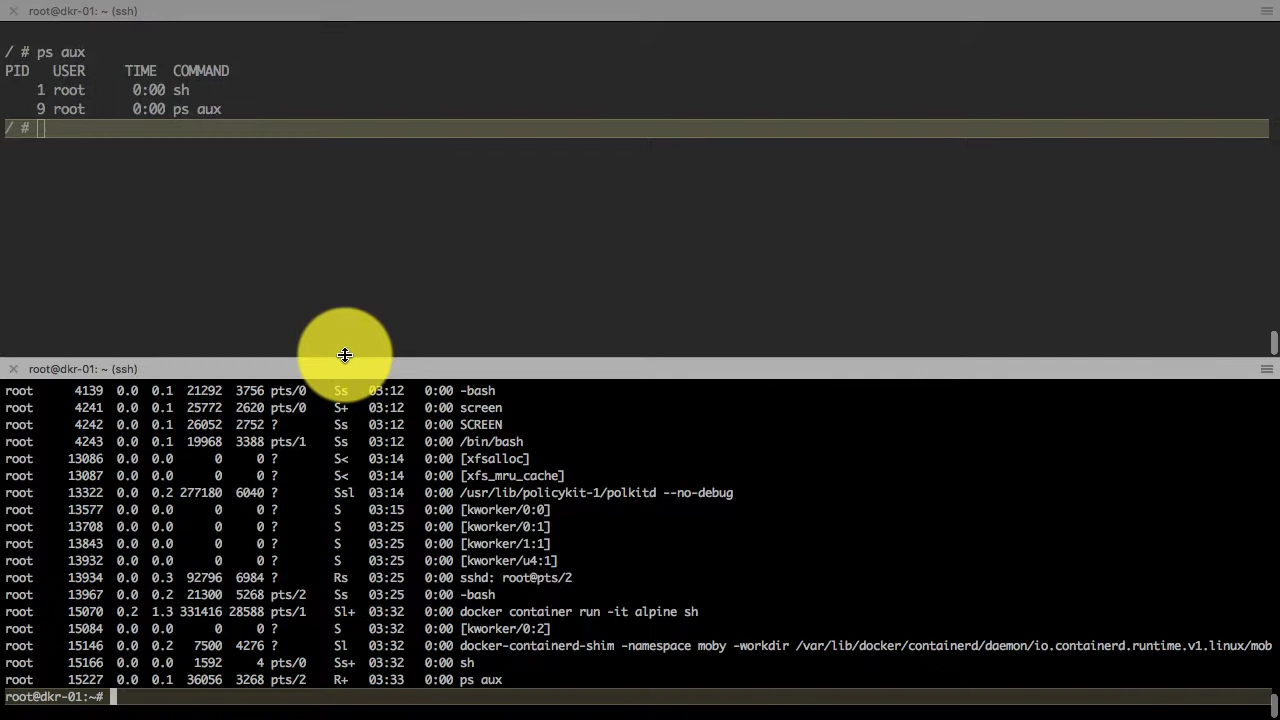 root@dkr-01: ~ (ssh)
/ # ps aux
PID   USER     TIME  COMMAND
    1 root       0:00 sh
    9 root       0:00 ps aux
/ #
root@dkr-01: ~ (ssh)
root      4139  0.0  0.1  21292  3756 pts/0    Ss   03:12   0:00 -bash
root      4241  0.0  0.1  25772  2620 pts/0    S+   03:12   0:00 screen
root      4242  0.0  0.1  26052  2752 ?        Ss   03:12   0:00 SCREEN
root      4243  0.0  0.1  19968  3388 pts/1    Ss   03:12   0:00 /bin/bash
root     13086  0.0  0.0      0     0 ?        S<   03:14   0:00 [xfsalloc]
root     13087  0.0  0.0      0     0 ?        S<   03:14   0:00 [xfs_mru_cache]
root     13322  0.0  0.2 277180  6040 ?        Ssl  03:14   0:00 /usr/lib/policykit-1/polkitd --no-debug
root     13577  0.0  0.0      0     0 ?        S    03:15   0:00 [kworker/0:0]
root     13708  0.0  0.0      0     0 ?        S    03:25   0:00 [kworker/0:1]
root     13843  0.0  0.0      0     0 ?        S    03:25   0:00 [kworker/1:1]
root     13932  0.0  0.0      0     0 ?        S    03:25   0:00 [kworker/u4:1]
root     13934  0.0  0.3  92796  6984 ?        Rs   03:25   0:00 sshd: root@pts/2
root     13967  0.0  0.2  21300  5268 pts/2    Ss   03:25   0:00 -bash
root     15070  0.2  1.3 331416 28588 pts/1    Sl+  03:32   0:00 docker container run -it alpine sh
root     15084  0.0  0.0      0     0 ?        S    03:32   0:00 [kworker/0:2]
root     15146  0.0  0.2   7500  4276 ?        Sl   03:32   0:00 docker-containerd-shim -namespace moby -workdir /var/lib/docker/containerd/daemon/io.containerd.runtime.v1.linux/mob
root     15166  0.0  0.0   1592     4 pts/0    Ss+  03:32   0:00 sh
root     15227  0.0  0.1  36056  3268 pts/2    R+   03:33   0:00 ps aux
root@dkr-01:~#